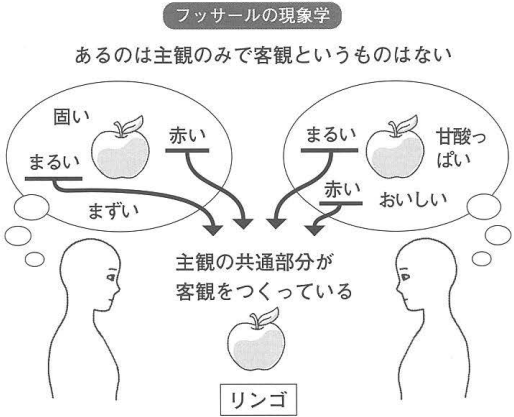 フッサールの現象学
あるのは主観のみで客観というものはない
固い
赤い
まるい
まずい
まるい
甘酸っ
ぱい
赤い
おいしい
主観の共通部分が
客観をつくっている
リンゴ